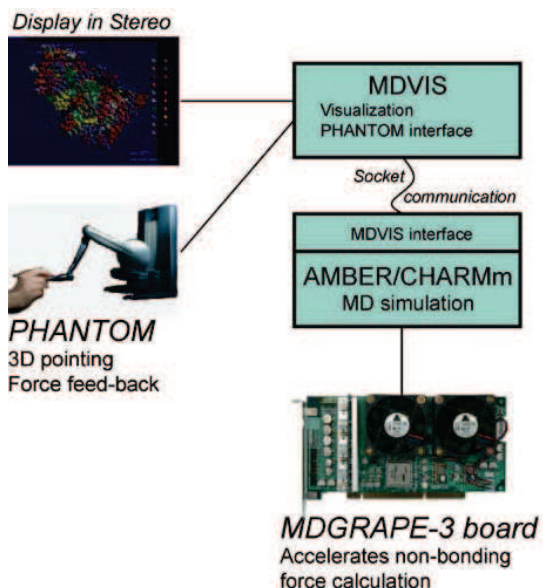 Display in Stereo
MDVIS
Visualization
PHANTOM interface
Socket
communication
MDVIS interface
AMBER/CHARMm
MD simulation
PHANTOM
3D pointing
Force feed-back
MDGRAPE-3 board
Accelerates non-bonding
force calculation